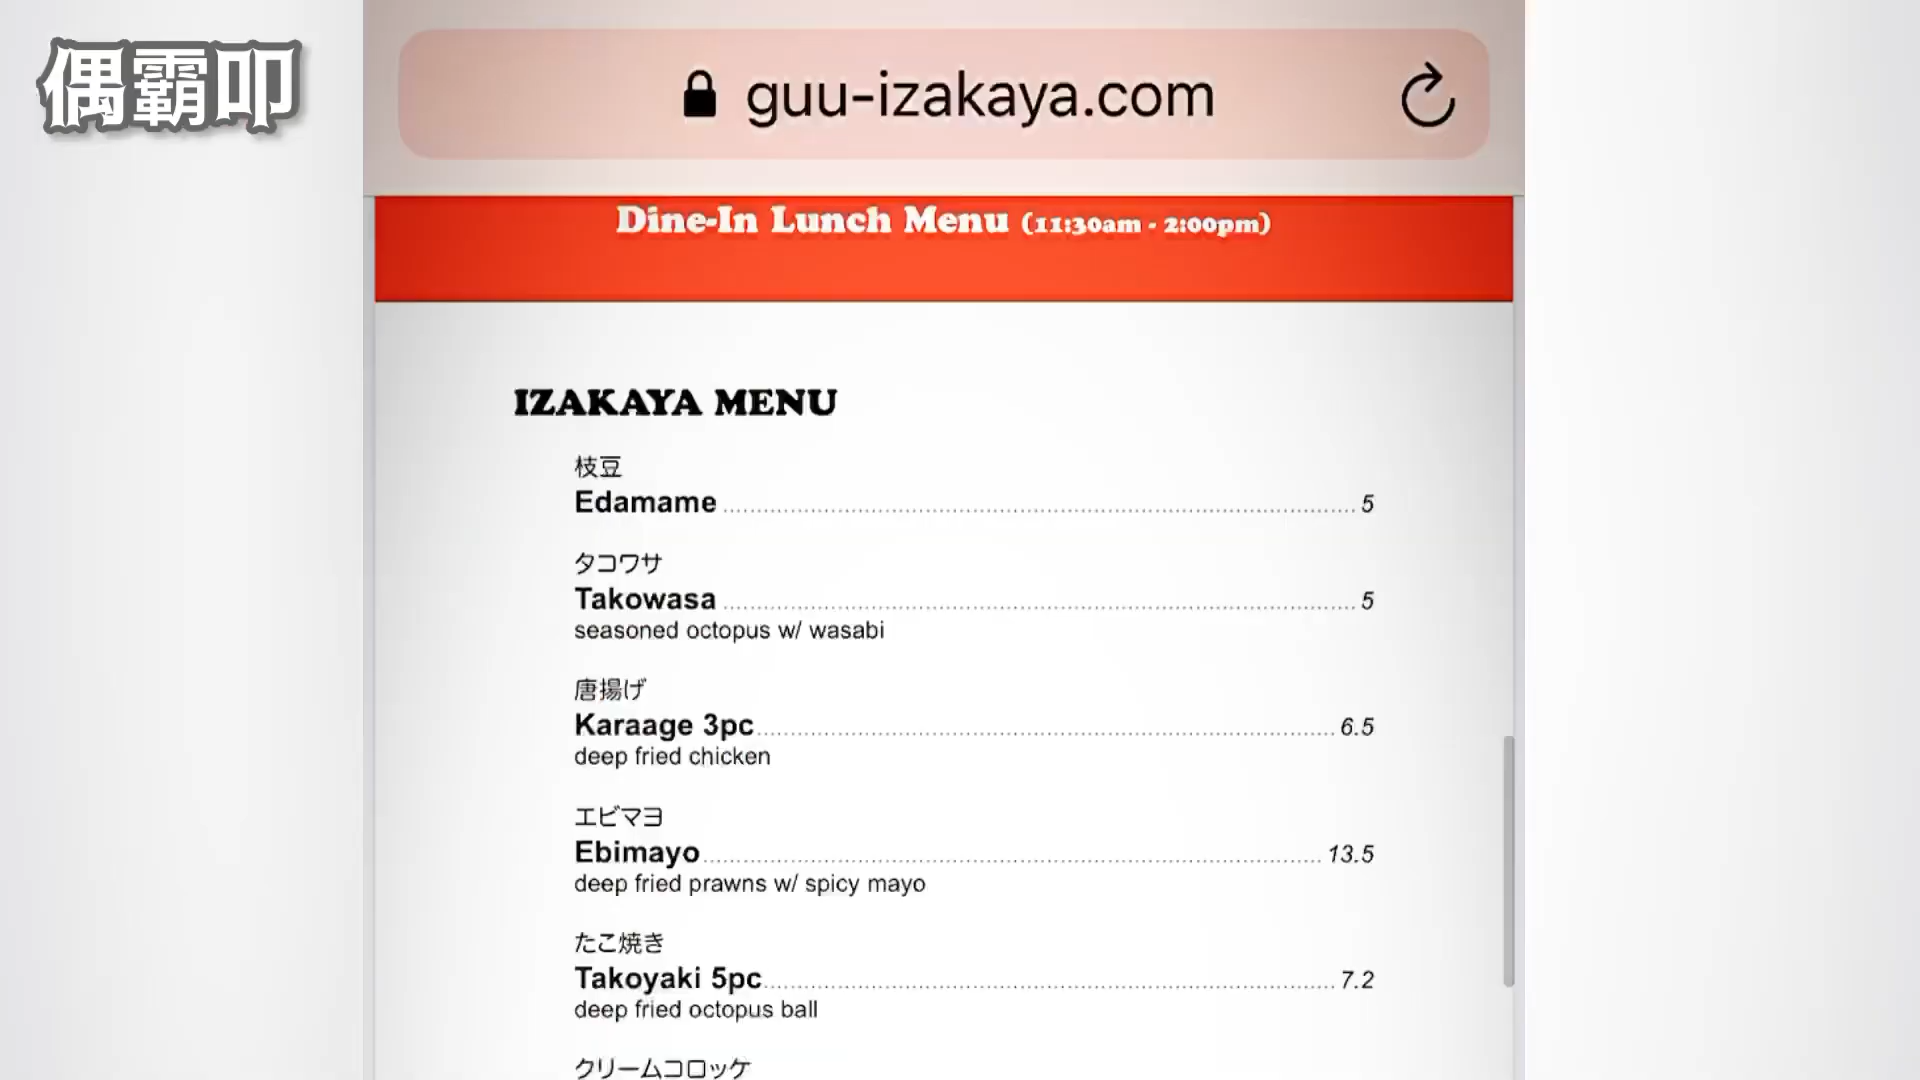 偶霸叩
guu-izakaya.com
Dine-In Lunch Menu (11:30am - 2:00pm)
IZAKAYA MENU
枝豆
Edamame 5
タコワサ
Takowasa 5
seasoned octopus w/ wasabi
唐揚げ
Karaage 3pc 6.5
deep fried chicken
エビマヨ
Ebimayo 13.5
deep fried prawns w/ spicy mayo
たこ焼き
Takoyaki 5pc 7.2
deep fried octopus ball
クリームコロッケ